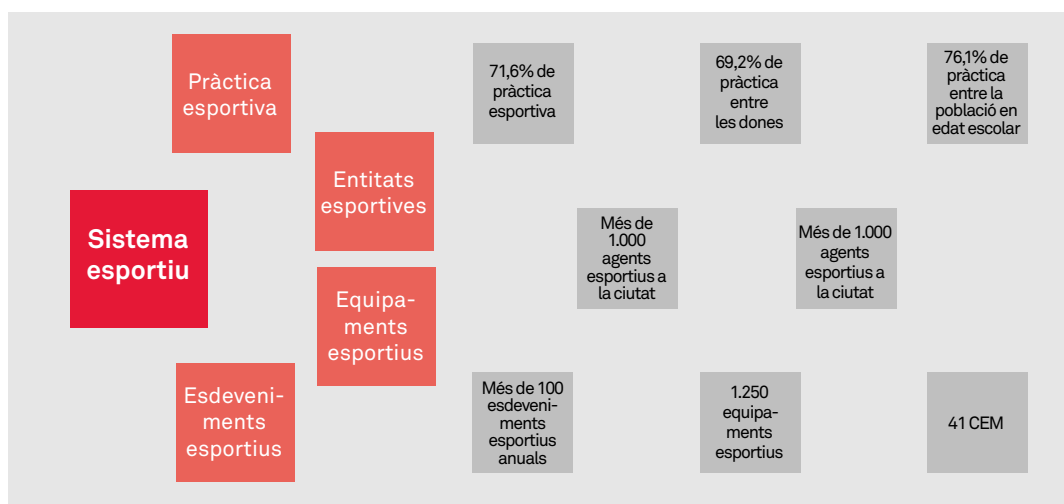 Pràctica
esportiva
71,6% de
pràctica
esportiva
69,2% de
pràctica
entre
les dones
76,1% de
pràctica
entre la
població en
edat escolar
Entitats
esportives
Sistema
esportiu
Més de
1.000
agents
esportius a
la ciutat
Més de 1.000
agents
esportius a
la ciutat
Equipa-
ments
esportius
Esdeveni-
ments
esportius
Més de 100
esdeveni-
ments
esportius
anuals
1.250
equipa-
ments
esportius
41 CEM